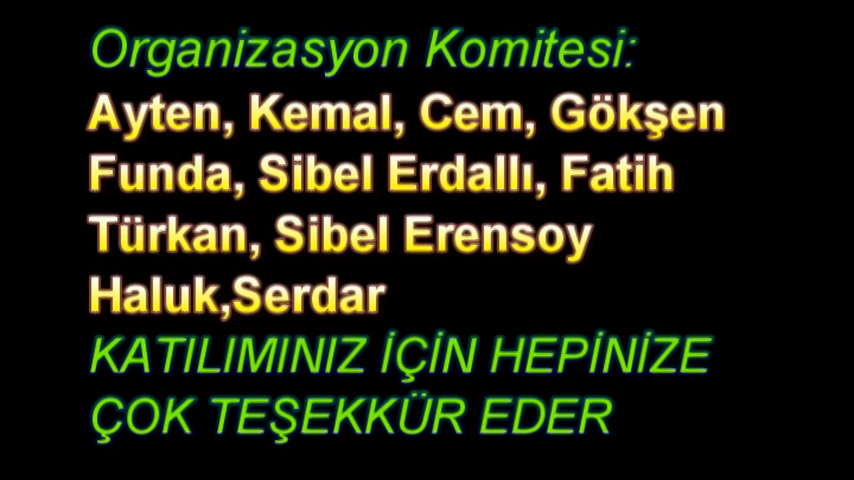 Organizasyon Komitesi:
Ayten, Kemal, Cem, Gökşen
Funda, Sibel Erdallı, Fatih
Türkan, Sibel Erensoy
Haluk,Serdar
KATILIMINIZ İÇİN HEPİNİZE
ÇOK TEŞEKKÜR EDER